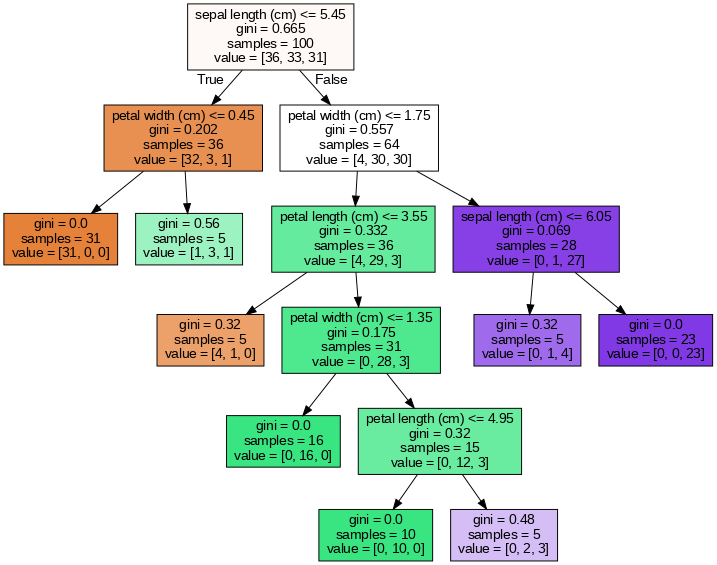 sepal length (cm) <= 5.45
gini = 0.665
samples = 100
value = [36, 33, 31]
True
False
petal width (cm) <= 0.45
gini = 0.202
samples = 36
value = [32, 3, 1]
petal width (cm) <= 1.75
gini = 0.557
samples = 64
value = [4, 30, 30]
gini = 0.0
samples = 31
value = [31, 0, 0]
gini = 0.56
samples = 5
value = [1, 3, 1]
petal length (cm) <= 3.55
gini = 0.332
samples = 36
value = [4, 29, 3]
sepal length (cm) <= 6.05
gini = 0.069
samples = 28
value = [0, 1, 27]
gini = 0.32
samples = 5
value = [4, 1, 0]
petal width (cm) <= 1.35
gini = 0.175
samples = 31
value = [0, 28, 3]
gini = 0.32
samples = 5
value = [0, 1, 4]
gini = 0.0
samples = 23
value = [0, 0, 23]
gini = 0.0
samples = 16
value = [0, 16, 0]
petal length (cm) <= 4.95
gini = 0.32
samples = 15
value = [0, 12, 3]
gini = 0.0
samples = 10
value = [0, 10, 0]
gini = 0.48
samples = 5
value = [0, 2, 3]